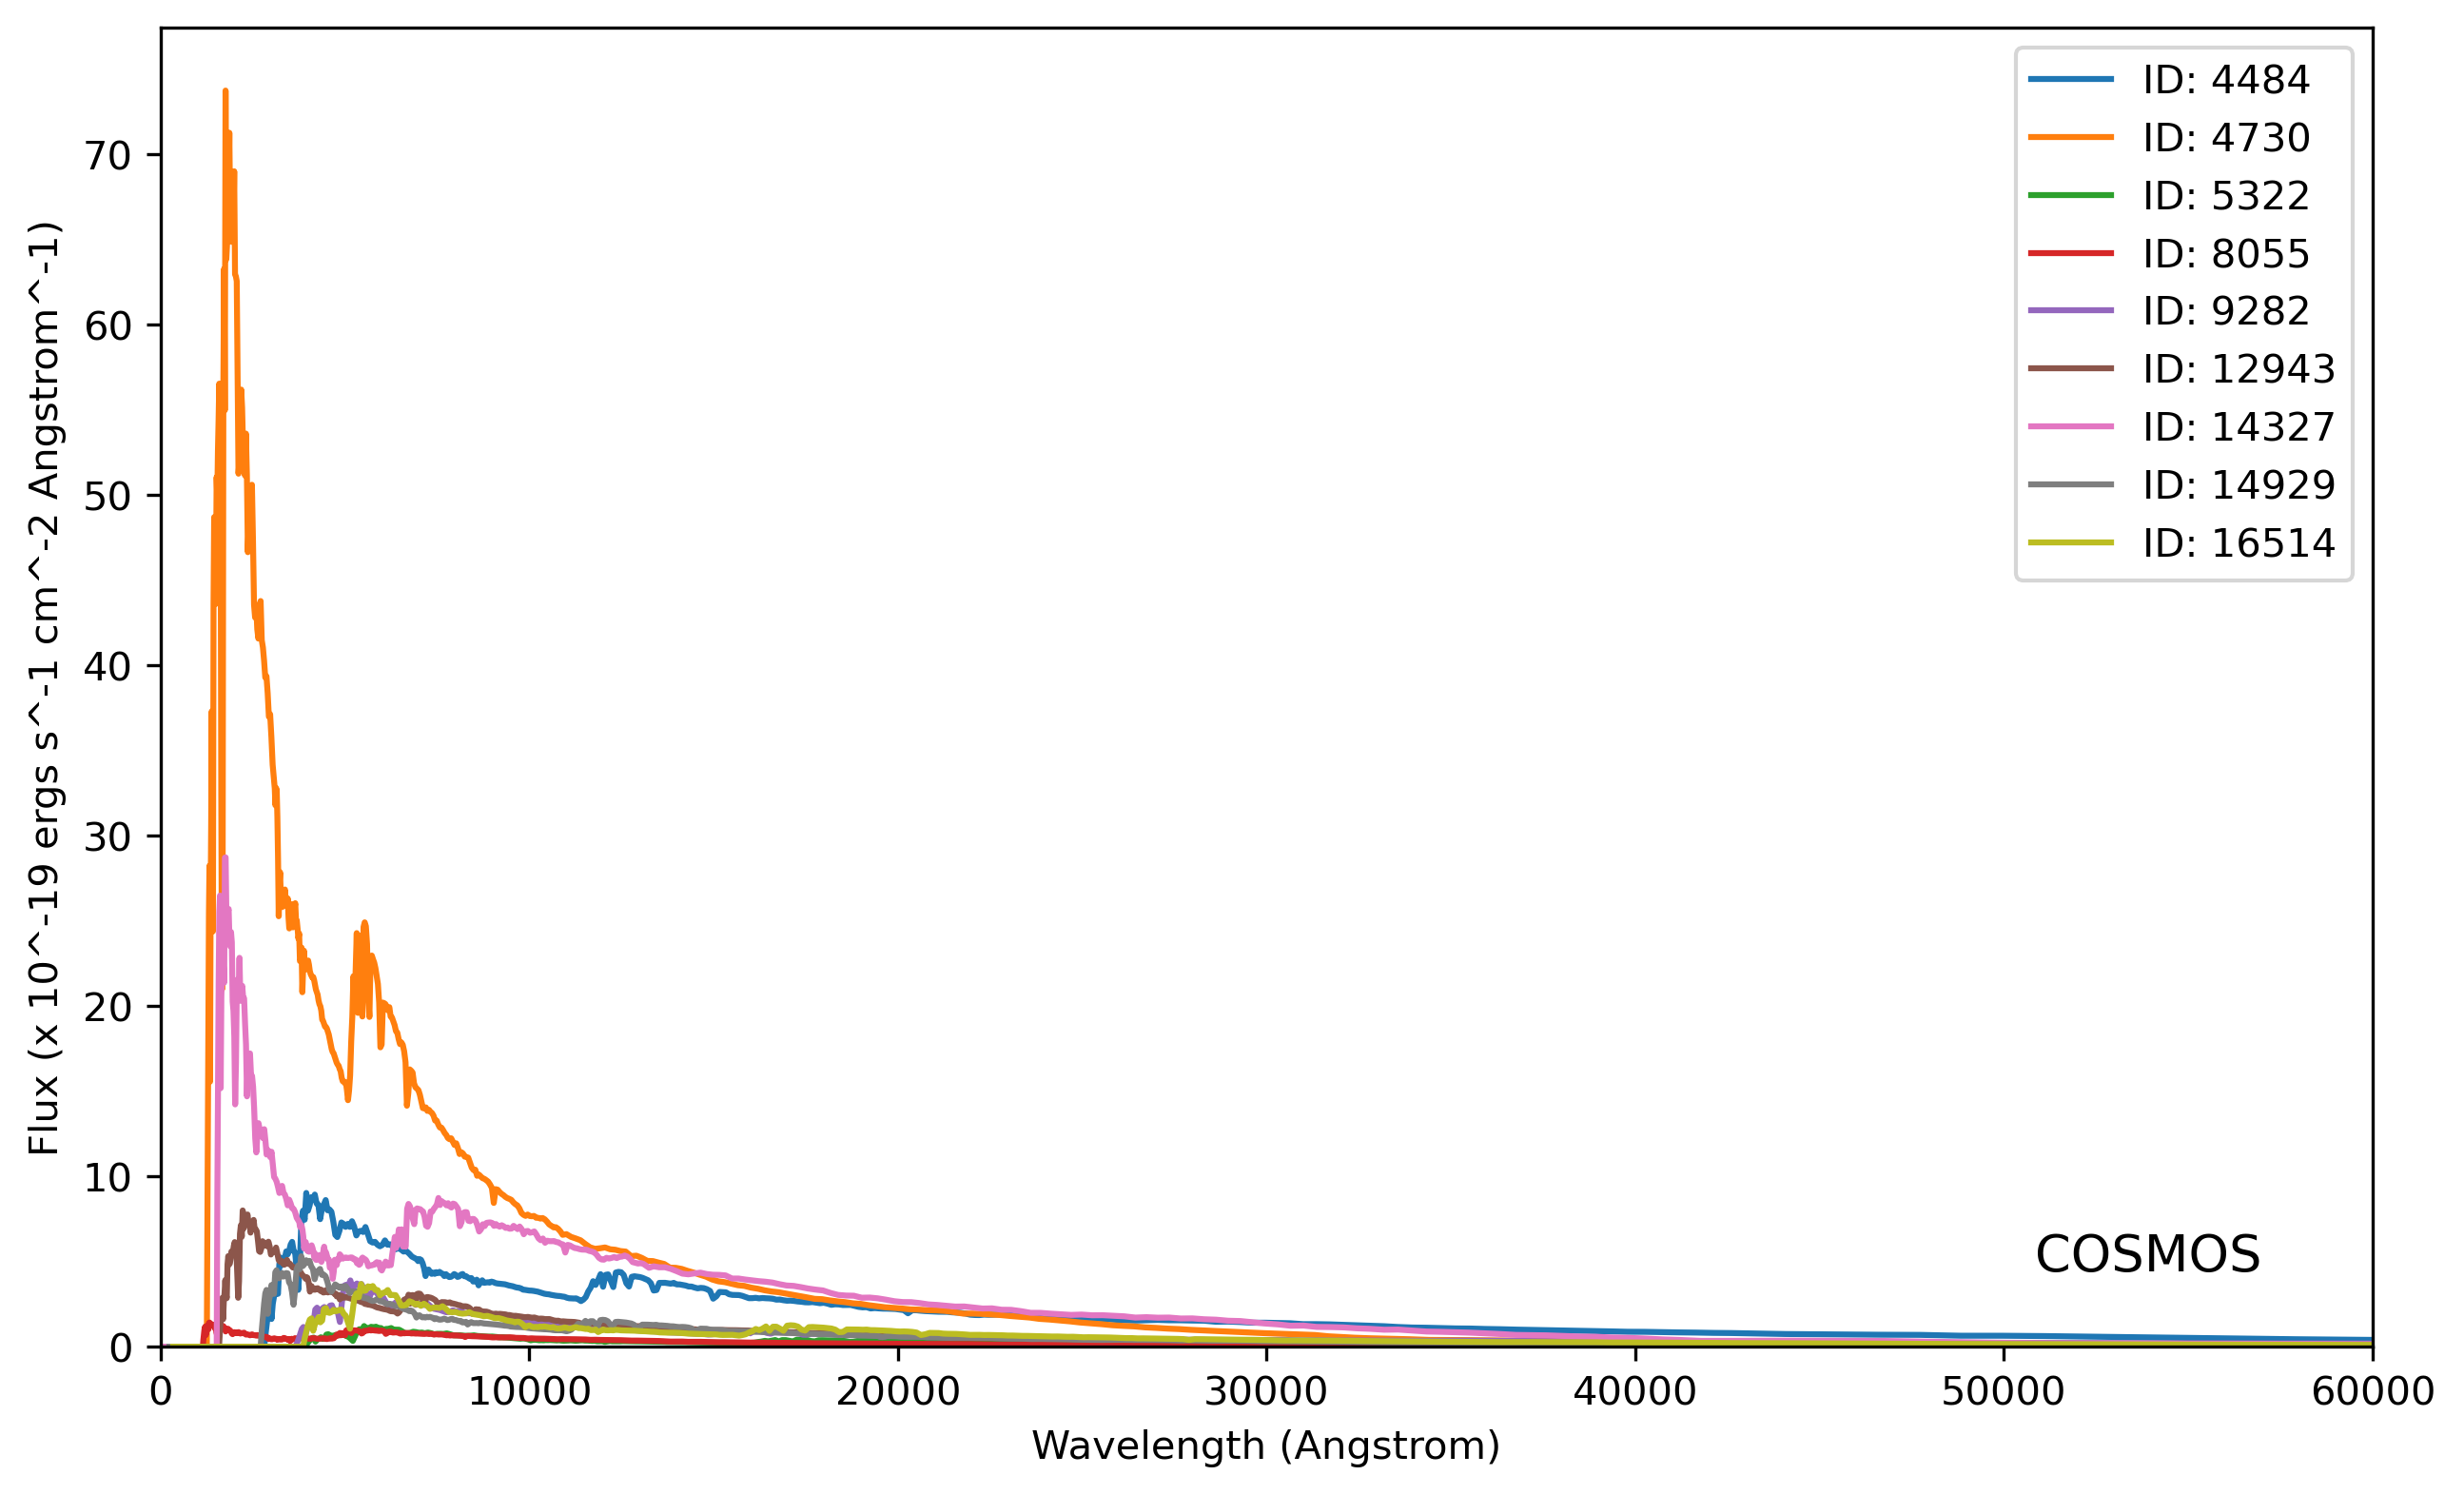 Flux (x 10^-19 ergs s^-1 cm^-2 Angstrom^-1)
70
60
50
40
30
20
10
0
ID: 4484
ID: 4730
ID: 5322
ID: 8055
ID: 9282
ID: 12943
ID: 14327
ID: 14929
ID: 16514
COSMOS
0 10000 20000 30000 40000 50000 60000
Wavelength (Angstrom)